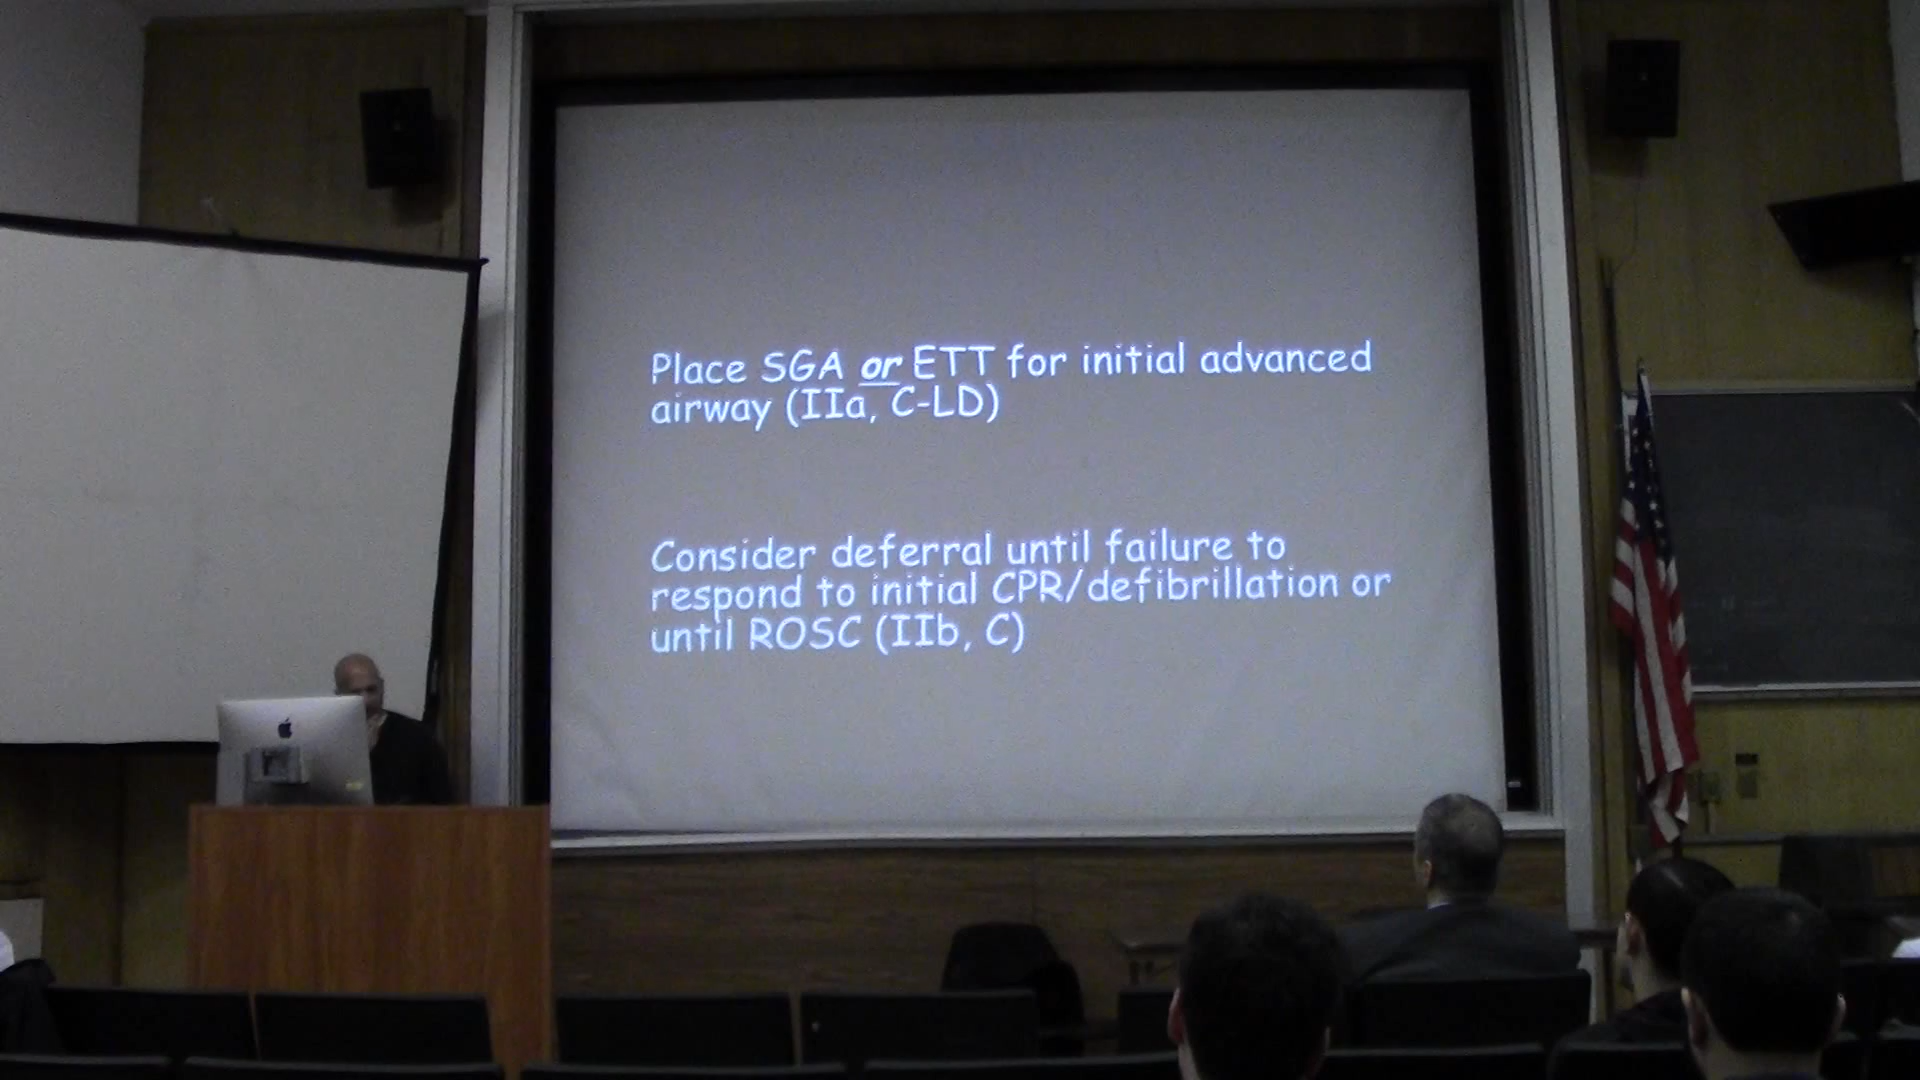 Place SGA or ETT for initial advanced
airway (IIa, C-LD)
Consider deferral until failure to
respond to initial CPR/defibrillation or
until ROSC (IIb, C)